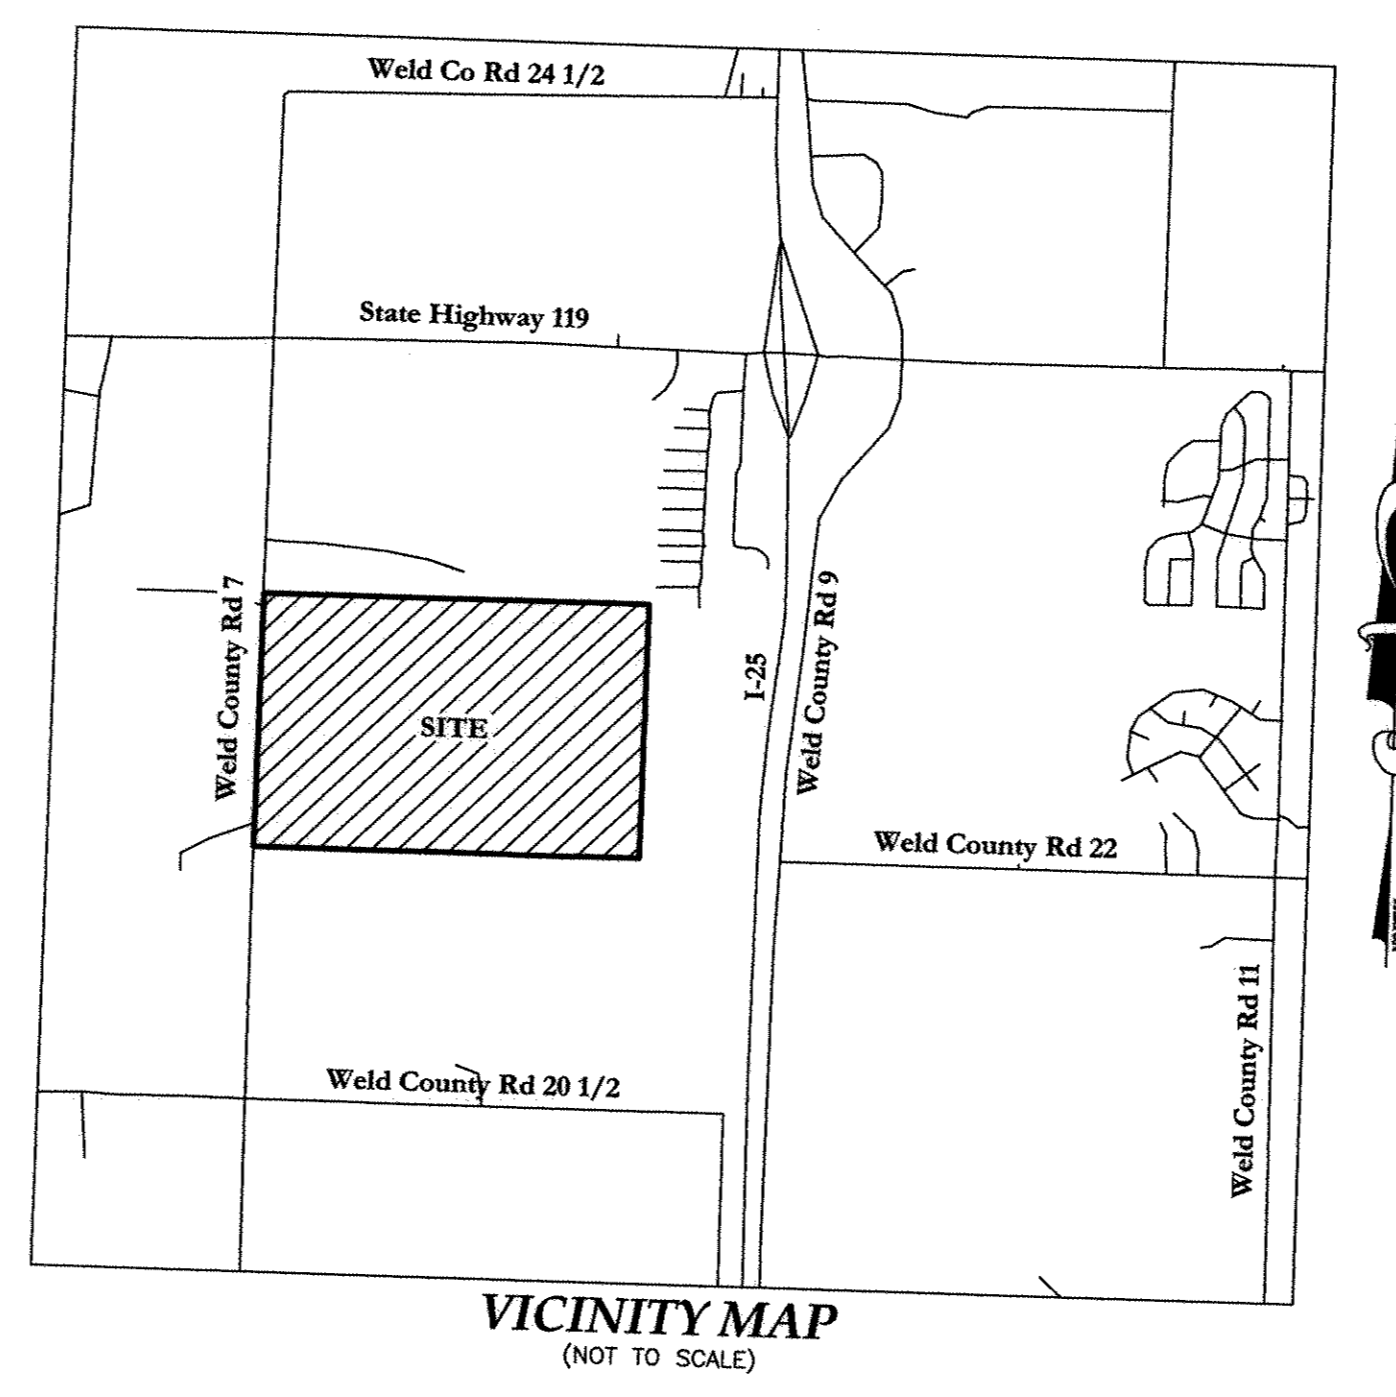 Weld Co Rd 24 1/2
State Highway 119
Weld County Rd 7
SITE
I-25
Weld County Rd 9
Weld County Rd 22
Weld County Rd 11
Weld County Rd 20 1/2
VICINITY MAP
(NOT TO SCALE)